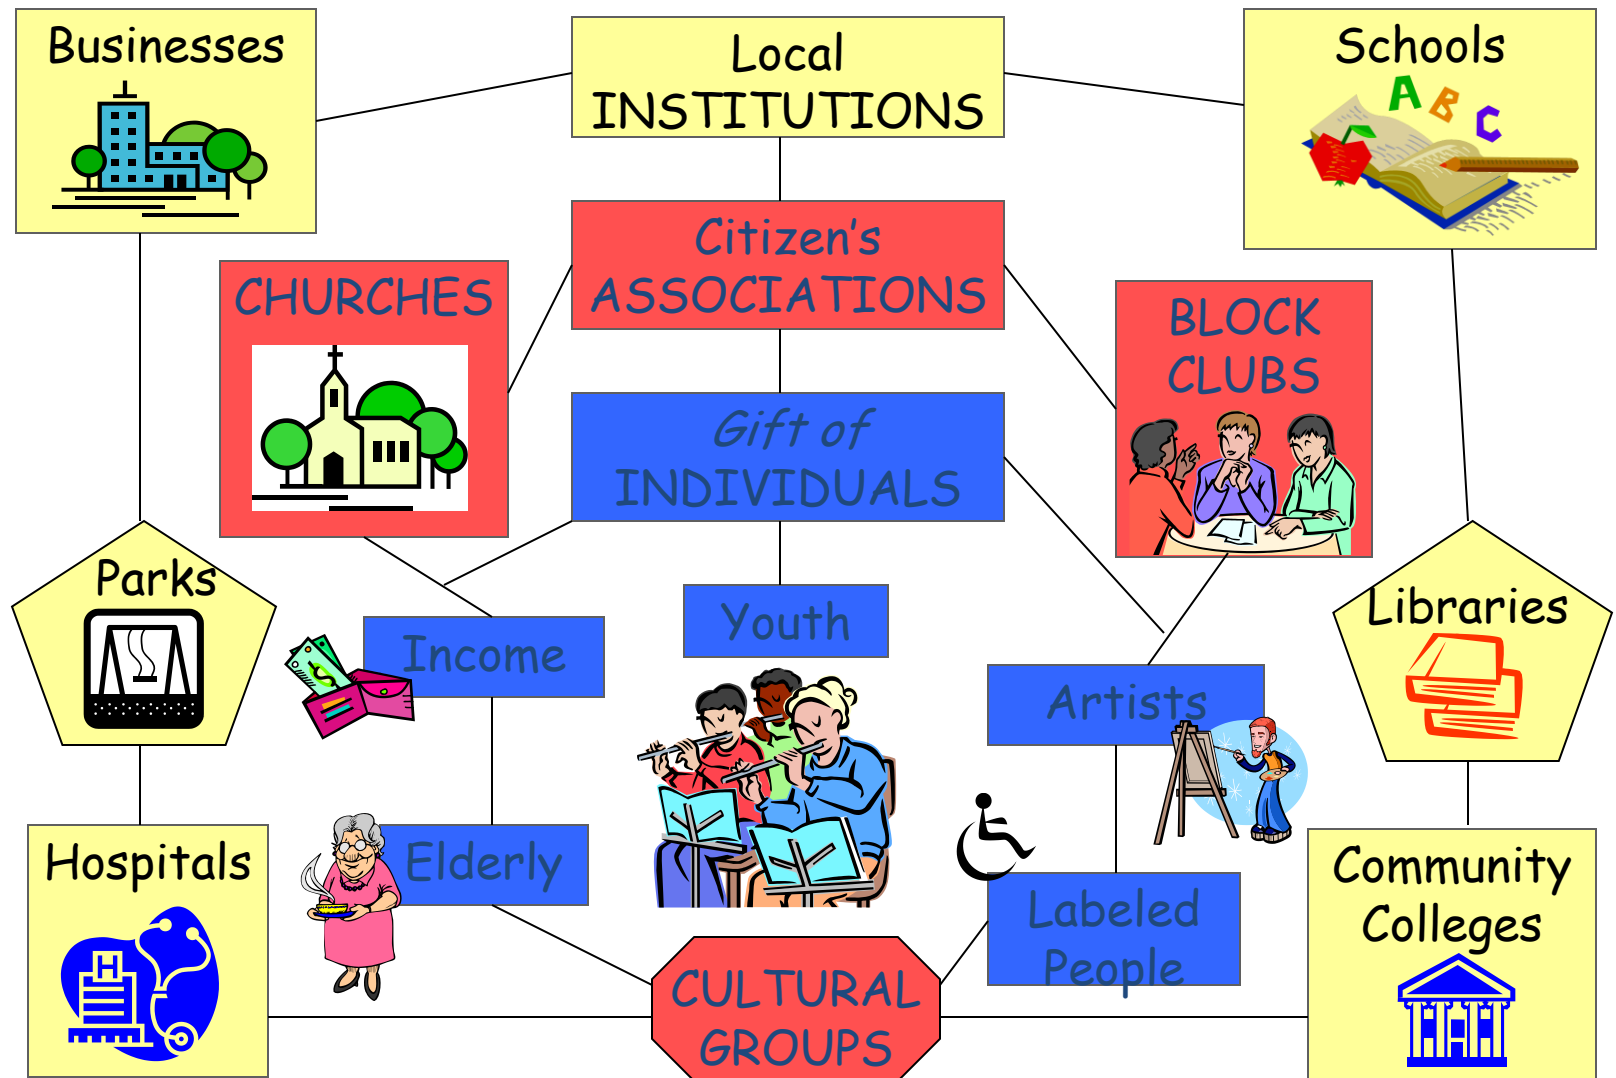 Businesses
Local
INSTITUTIONS
Schools
A B C
Citizen's
ASSOCIATIONS
CHURCHES
BLOCK
CLUBS
Gift of
INDIVIDUALS
Parks
Youth
Libraries
Income
$
Artists
Hospitals
H
Elderly
Community
Colleges
Labeled
People
CULTURAL
GROUPS